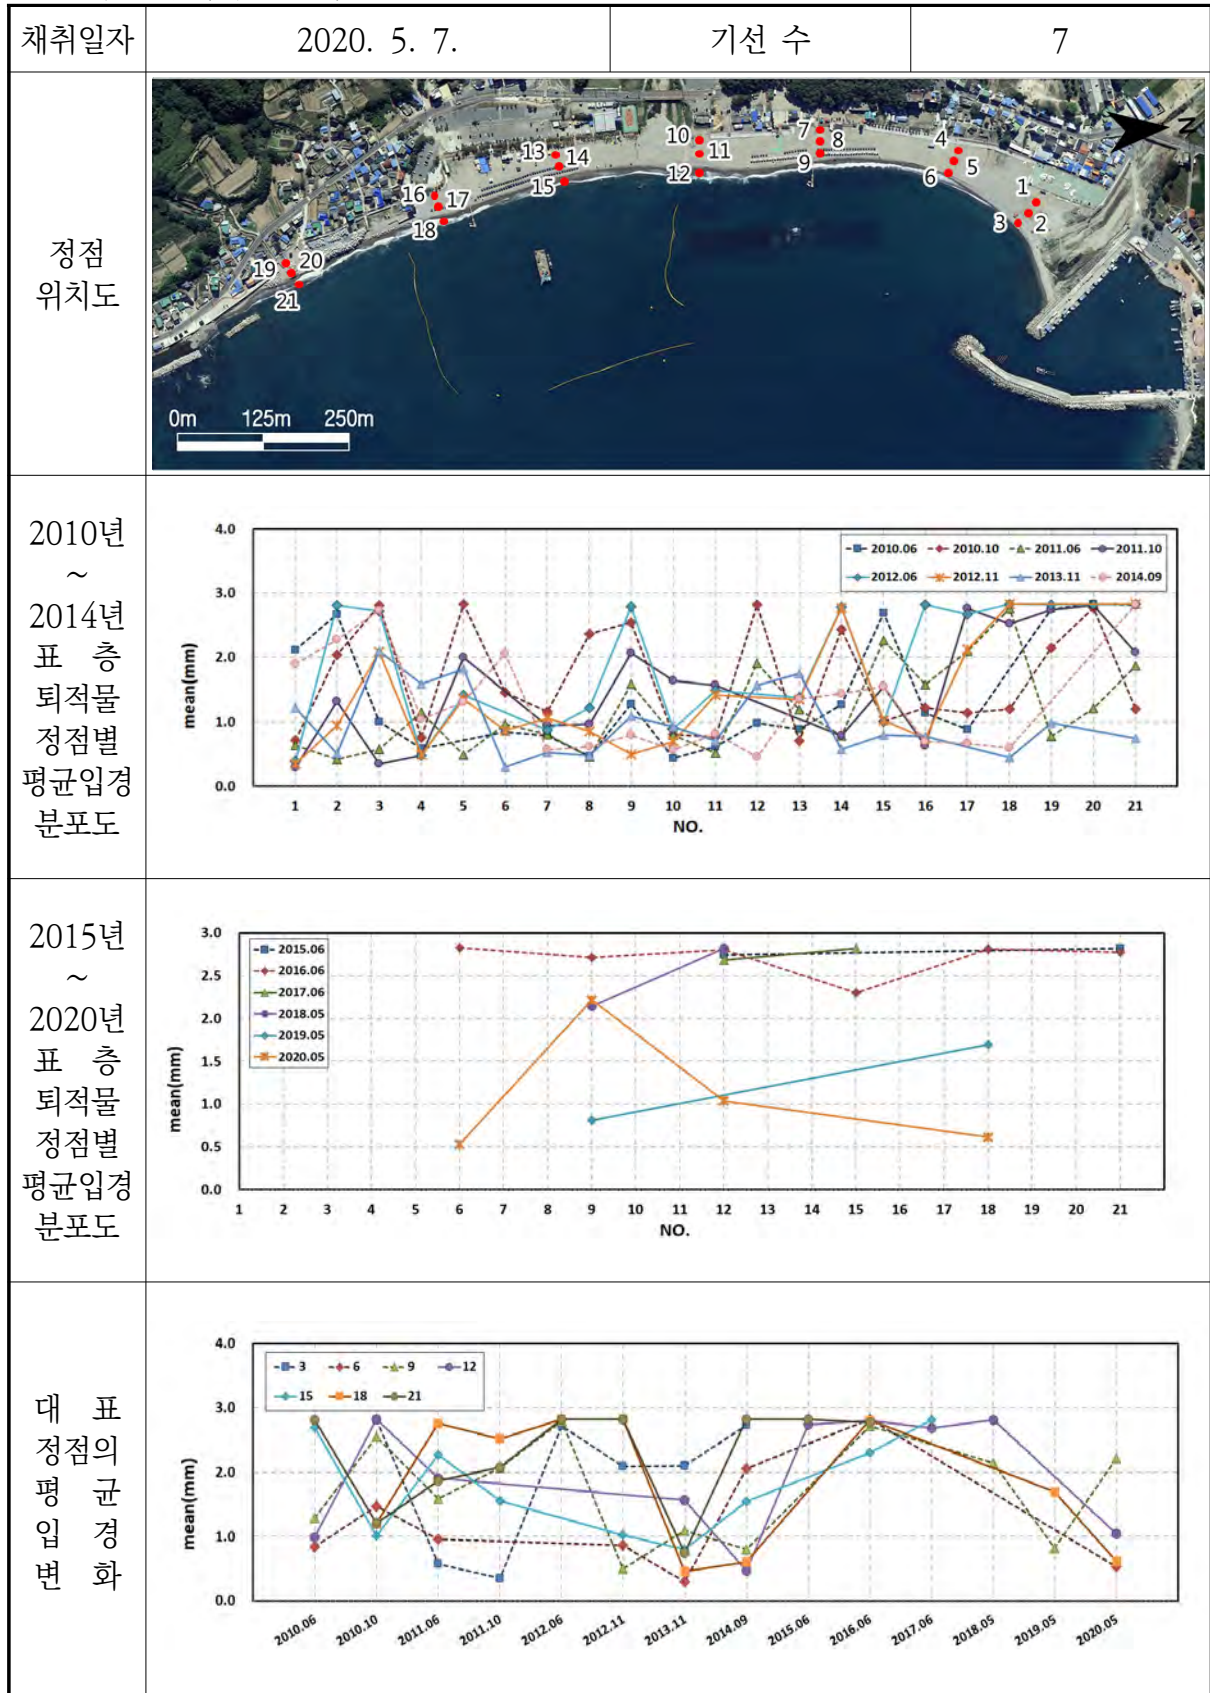 채취일자 2020. 5. 7. 기선 수 7
정점
위치도
1
2
3
4
5
6
7
8
9
10
11
12
13
14
15
16
17
18
19
20
21
N
0m 125m 250m
2010년
~
2014년
표 층
퇴적물
정점별
평균입경
분포도
mean(mm)
4.0
3.0
2.0
1.0
0.0
2010.06 2010.10 2011.06 2011.10
2012.06 2012.11 2013.11 2014.09
1 2 3 4 5 6 7 8 9 10 11 12 13 14 15 16 17 18 19 20 21
NO.
2015년
~
2020년
표 층
퇴적물
정점별
평균입경
분포도
mean(mm)
3.0
2.5
2.0
1.5
1.0
0.5
0.0
2015.06
2016.06
2017.06
2018.05
2019.05
2020.05
1 2 3 4 5 6 7 8 9 10 11 12 13 14 15 16 17 18 19 20 21
NO.
대 표
정점의
평 균
입 경
변 화
mean(mm)
4.0
3.0
2.0
1.0
0.0
3 6 9 12
15 18 21
2010.06 2010.10 2011.06 2011.10 2012.06 2012.11 2013.11 2014.09 2015.06 2016.06 2017.06 2018.05 2019.05 2020.05